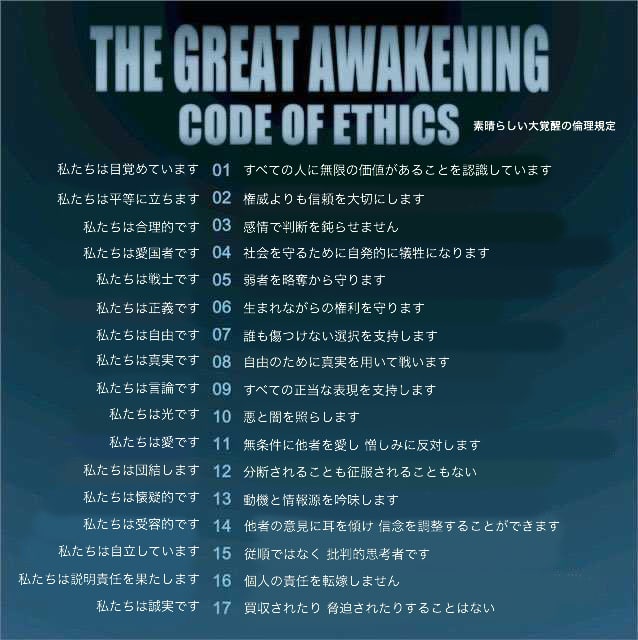 THE GREAT AWAKENING
CODE OF ETHICS 素晴らしい大覚醒の倫理規定
私たちは目覚めています 01 すべての人に無限の価値があることを認識しています
私たちは平等に立ちます 02 権威よりも信頼を大切にします
私たちは合理的です 03 感情で判断を鈍らせません
私たちは愛国者です 04 社会を守るために自発的に犠牲になります
私たちは戦士です 05 弱者を略奪から守ります
私たちは正義です 06 生まれながらの権利を守ります
私たちは自由です 07 誰も傷つけない選択を支持します
私たちは真実です 08 自由のために真実を用いて戦います
私たちは言論です 09 すべての正当な表現を支持します
私たちは光です 10 悪と闇を照らします
私たちは愛です 11 無条件に他者を愛し 憎しみに反対します
私たちは団結します 12 分断されることも征服されることもない
私たちは懐疑的です 13 動機と情報源を吟味します
私たちは受容的です 14 他者の意見に耳を傾け 信念を調整することができます
私たちは自立しています 15 従順ではなく 批判的思考者です
私たちは説明責任を果たします 16 個人の責任を転嫁しません
私たちは誠実です 17 買収されたり 脅迫されたりすることはない